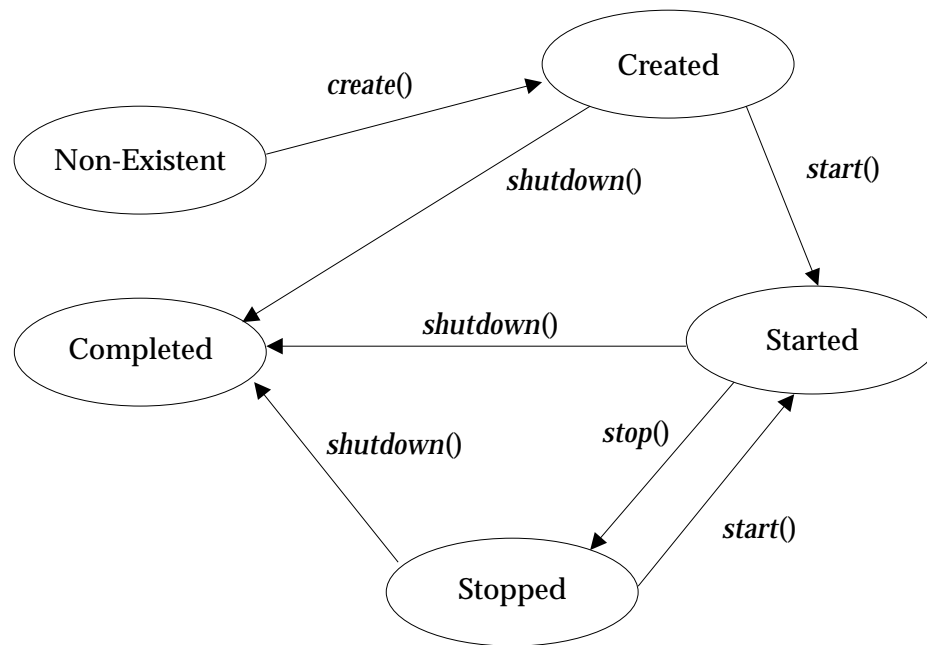 Created
create()
Non-Existent
shutdown()
start()
shutdown()
Completed
Started
shutdown()
stop()
start()
Stopped